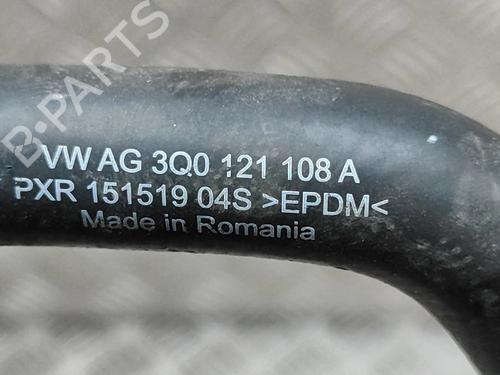 B-PARTS
VW AG 3Q0 121 108 A
PXR 151519 04S >EPDM<
Made in Romania